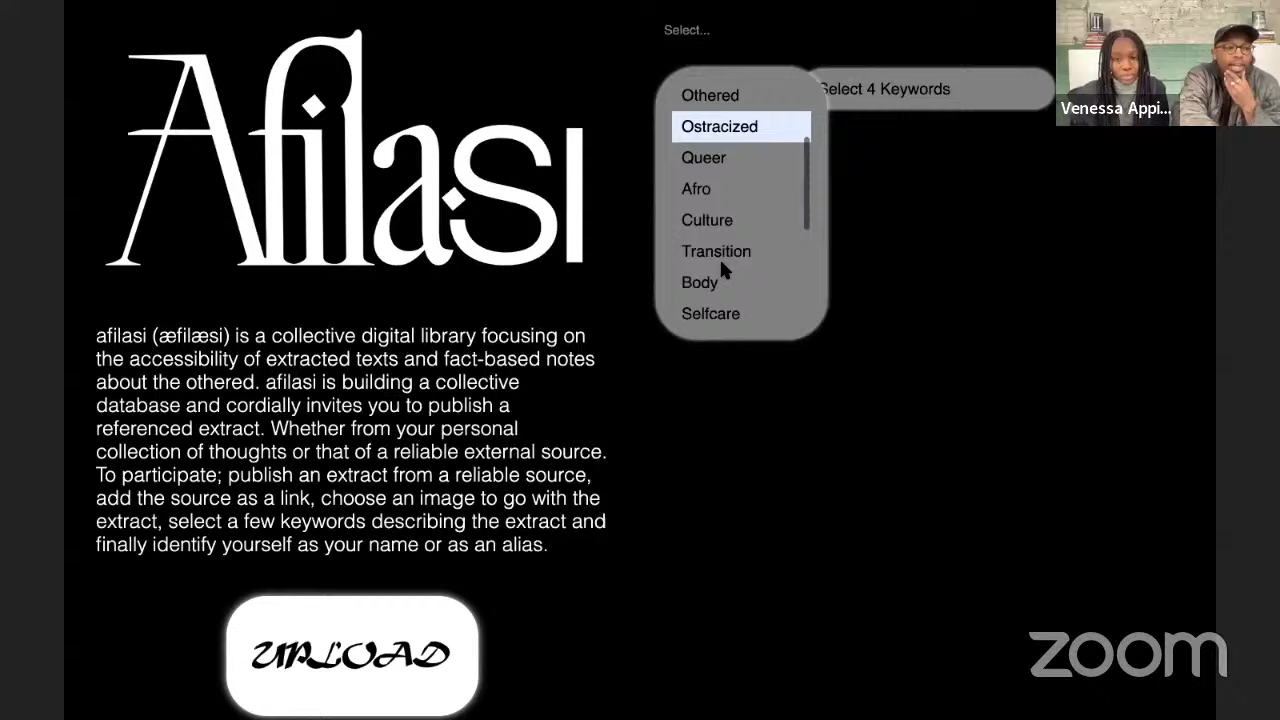 Afilasi
afilasi (æfilæsi) is a collective digital library focusing on
the accessibility of extracted texts and fact-based notes
about the othered. afilasi is building a collective
database and cordially invites you to publish a
referenced extract. Whether from your personal
collection of thoughts or that of a reliable external source.
To participate; publish an extract from a reliable source,
add the source as a link, choose an image to go with the
extract, select a few keywords describing the extract and
finally identify yourself as your name or as an alias.
UPLOAD
Select...
Select 4 Keywords
Othered
Ostracized
Queer
Afro
Culture
Transition
Body
Selfcare
Venessa Appi...
zoom